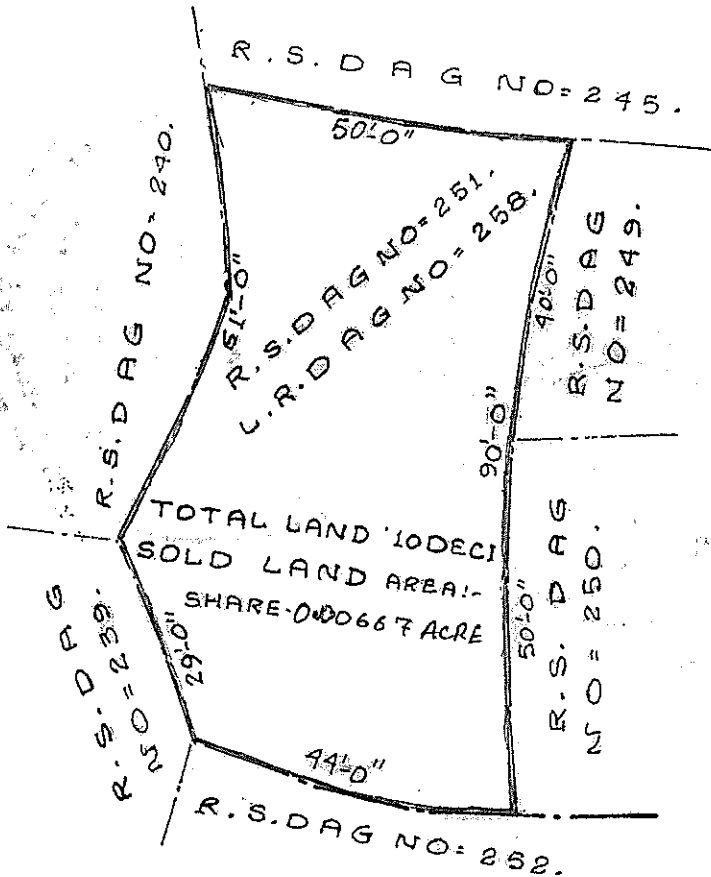 R.S.DAG NO=245.
50'-0"
R.S.DAG NO=240.
R.S.DAG NO=251.
L.R.DAG NO=258.
61'-0"
40'-0"
R.S.DAG
NO=249.
90'-0"
TOTAL LAND 10DECI
SOLD LAND AREA:-
SHARE-0.00667 ACRE
50'-0"
R.S. DAG
NO=250.
R.S.DAG
NO=239.
29'-0"
44'-0"
R.S.DAG NO=252.